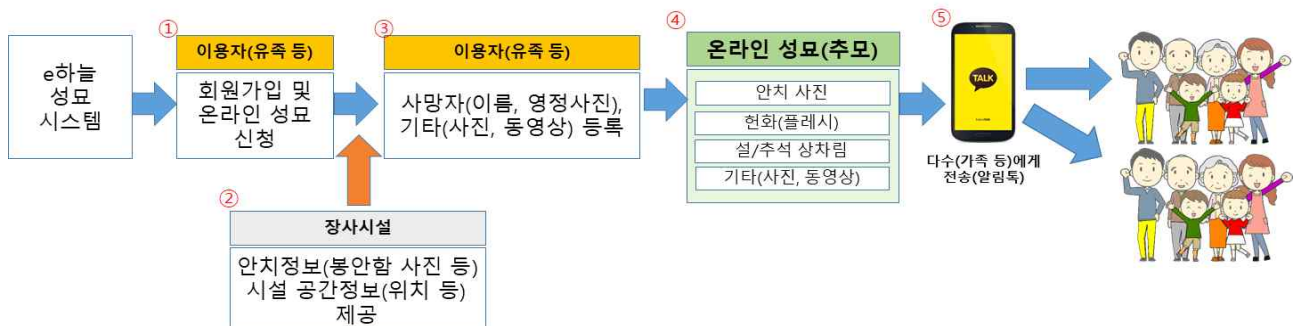 e하늘
성묘
시스템
①
이용자(유족 등)
회원가입 및
온라인 성묘
신청
②
장사시설
안치정보(봉안함 사진 등)
시설 공간정보(위치 등)
제공
③
이용자(유족 등)
사망자(이름, 영정사진),
기타(사진, 동영상) 등록
④
온라인 성묘(추모)
안치 사진
헌화(플레시)
설/추석 상차림
기타(사진, 동영상)
⑤
TALK
다수(가족 등)에게
전송(알림톡)